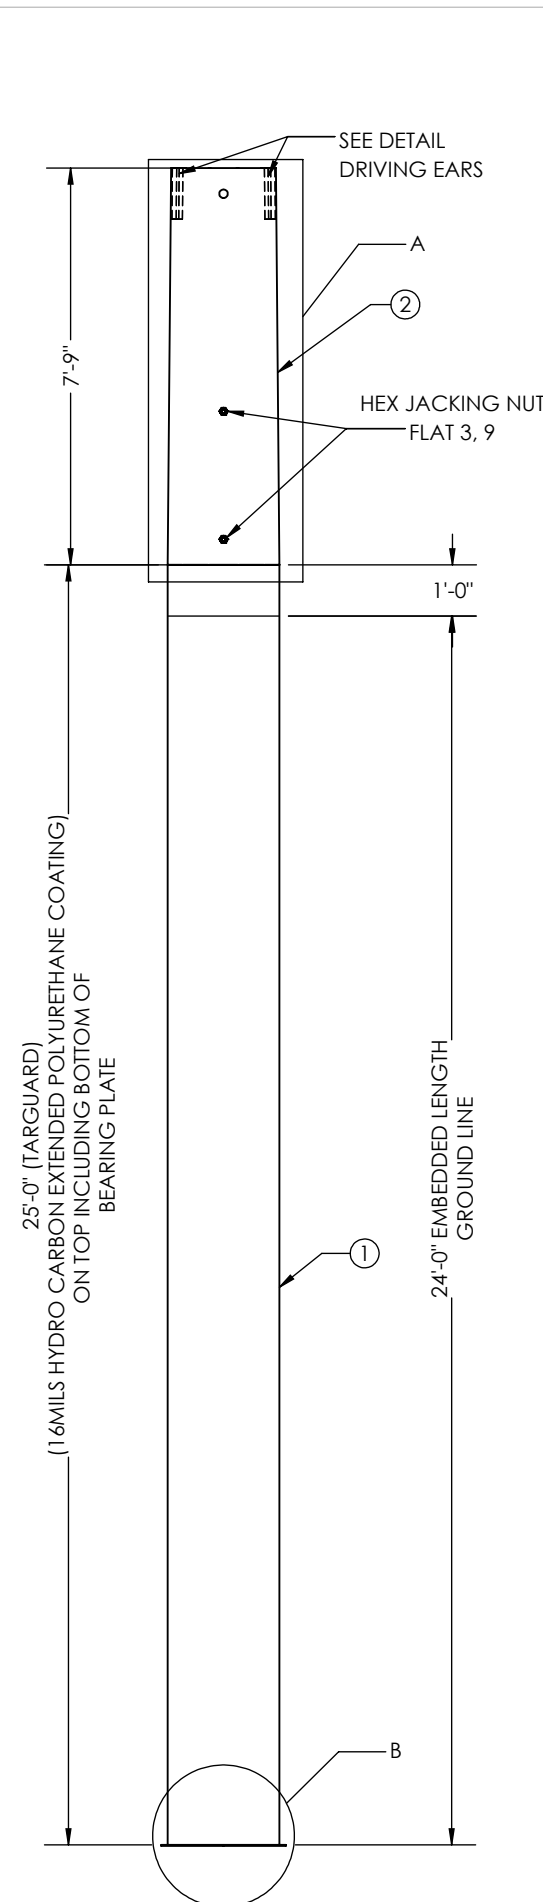 SEE DETAIL
DRIVING EARS
A
2
7'-9"
HEX JACKING NUT
FLAT 3, 9
1'-0"
25'-0" (TARGUARD)
(16MILS HYDRO CARBON EXTENDED POLYURETHANE COATING)
ON TOP INCLUDING BOTTOM OF
BEARING PLATE
24'-0" EMBEDDED LENGTH
GROUND LINE
1
B